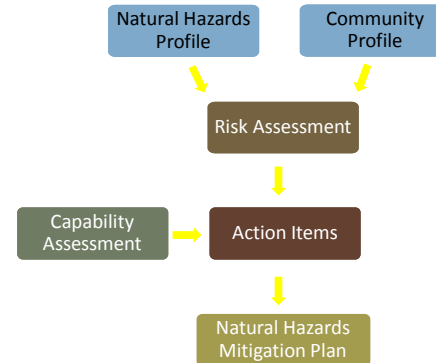 Natural Hazards
Profile
Community
Profile
Risk Assessment
Capability
Assessment
Action Items
Natural Hazards
Mitigation Plan